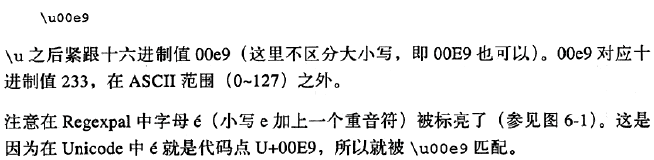 \u00e9
\u 之后紧跟十六进制值 00e9（这里不区分大小写，即 00E9 也可以）。00e9 对应十
进制值 233，在 ASCII 范围（0~127）之外。
注意在 Regexpal 中字母 é（小写 e 加上一个重音符）被标亮了（参见图 6-1）。这是
因为在 Unicode 中 é 就是代码点 U+00E9，所以就被 \u00e9 匹配。